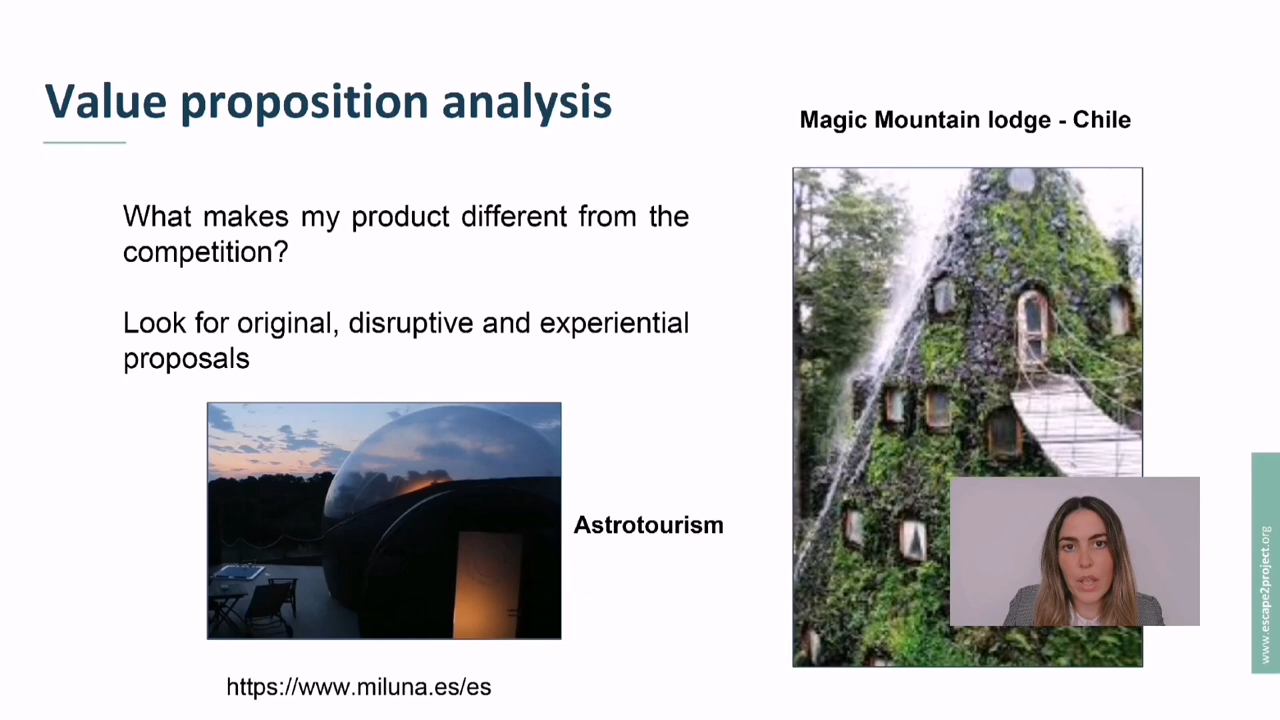 Value proposition analysis
Magic Mountain lodge - Chile
What makes my product different from the
competition?
Look for original, disruptive and experiential
proposals
Astrotourism
https://www.miluna.es/es
www.escape2project.org